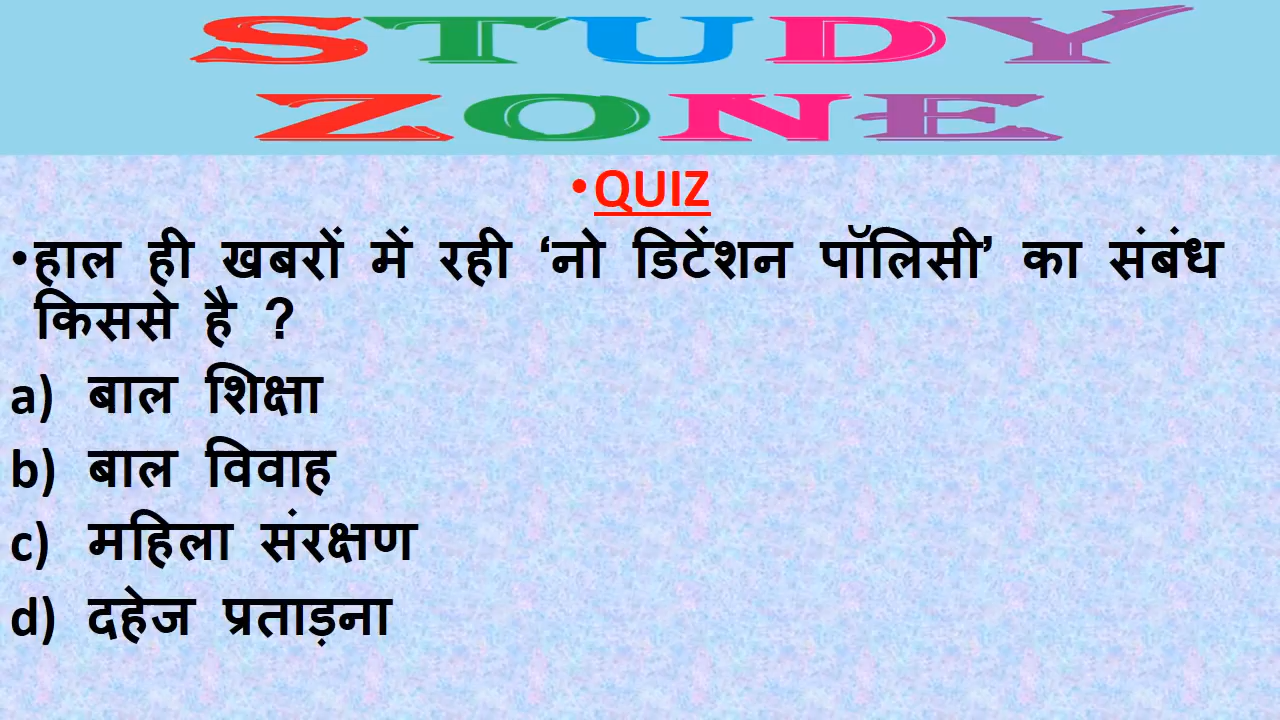 STUDY
ZONE
•QUIZ
•हाल ही खबरों में रही ‘नो डिटेंशन पॉलिसी’ का संबंध
किससे है ?
a) बाल शिक्षा
b) बाल विवाह
c) महिला संरक्षण
d) दहेज प्रताड़ना